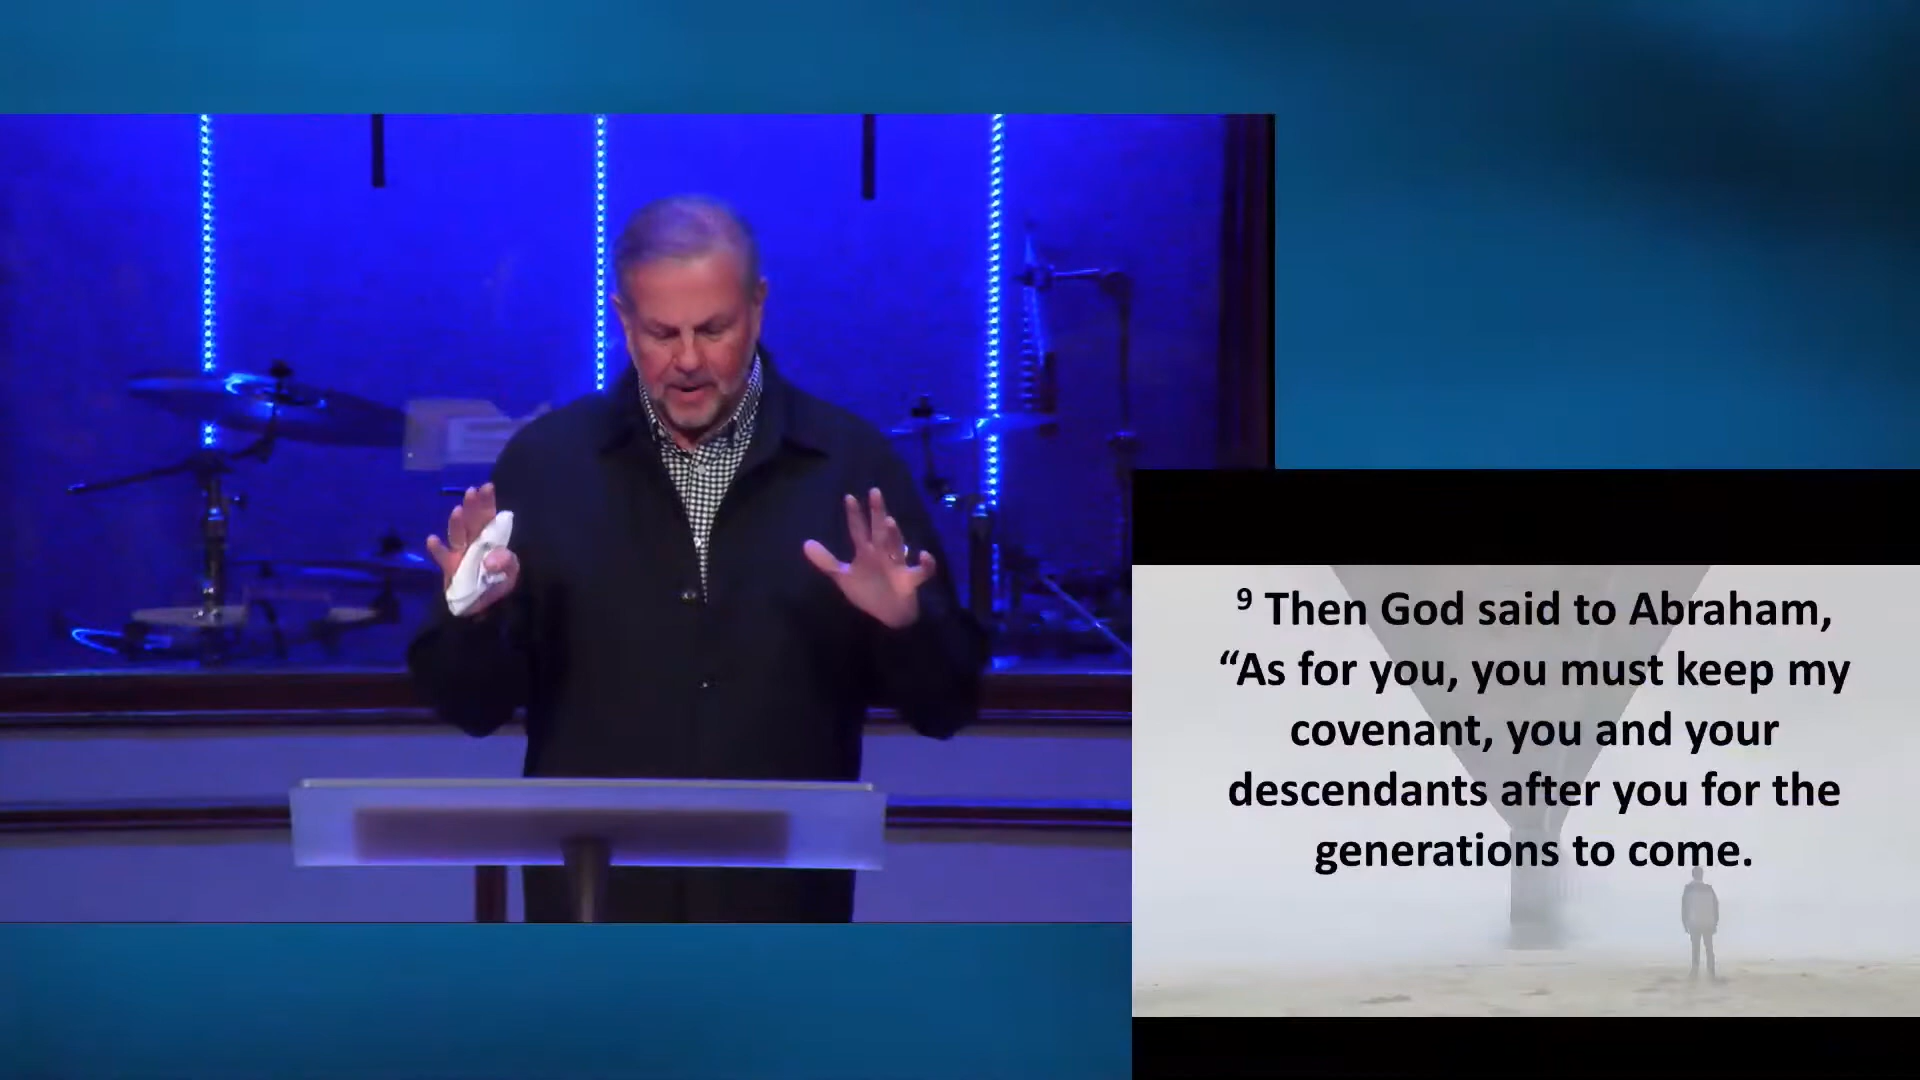 ⁹ Then God said to Abraham,
“As for you, you must keep my
covenant, you and your
descendants after you for the
generations to come.